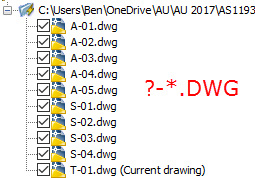 C:\Users\Ben\OneDrive\AU\AU 2017\AS1193
A-01.dwg
A-02.dwg
A-03.dwg
A-04.dwg
A-05.dwg
S-01.dwg
S-02.dwg
S-03.dwg
S-04.dwg
T-01.dwg (Current drawing)
?-*.DWG